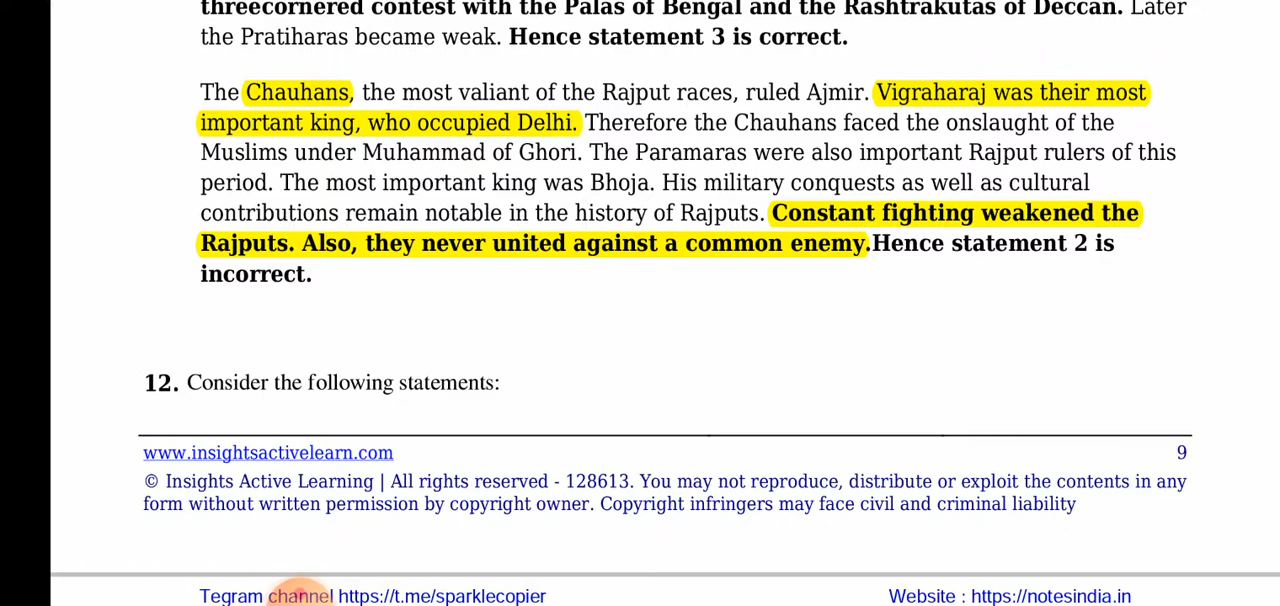 threecornered contest with the Palas of Bengal and the Rashtrakutas of Deccan. Later
the Pratiharas became weak. Hence statement 3 is correct.
The Chauhans, the most valiant of the Rajput races, ruled Ajmir. Vigraharaj was their most
important king, who occupied Delhi. Therefore the Chauhans faced the onslaught of the
Muslims under Muhammad of Ghori. The Paramaras were also important Rajput rulers of this
period. The most important king was Bhoja. His military conquests as well as cultural
contributions remain notable in the history of Rajputs. Constant fighting weakened the
Rajputs. Also, they never united against a common enemy.Hence statement 2 is
incorrect.
12. Consider the following statements:
www.insightsactivelearn.com 9
© Insights Active Learning | All rights reserved - 128613. You may not reproduce, distribute or exploit the contents in any
form without written permission by copyright owner. Copyright infringers may face civil and criminal liability
Tegram channel https://t.me/sparklecopier Website : https://notesindia.in